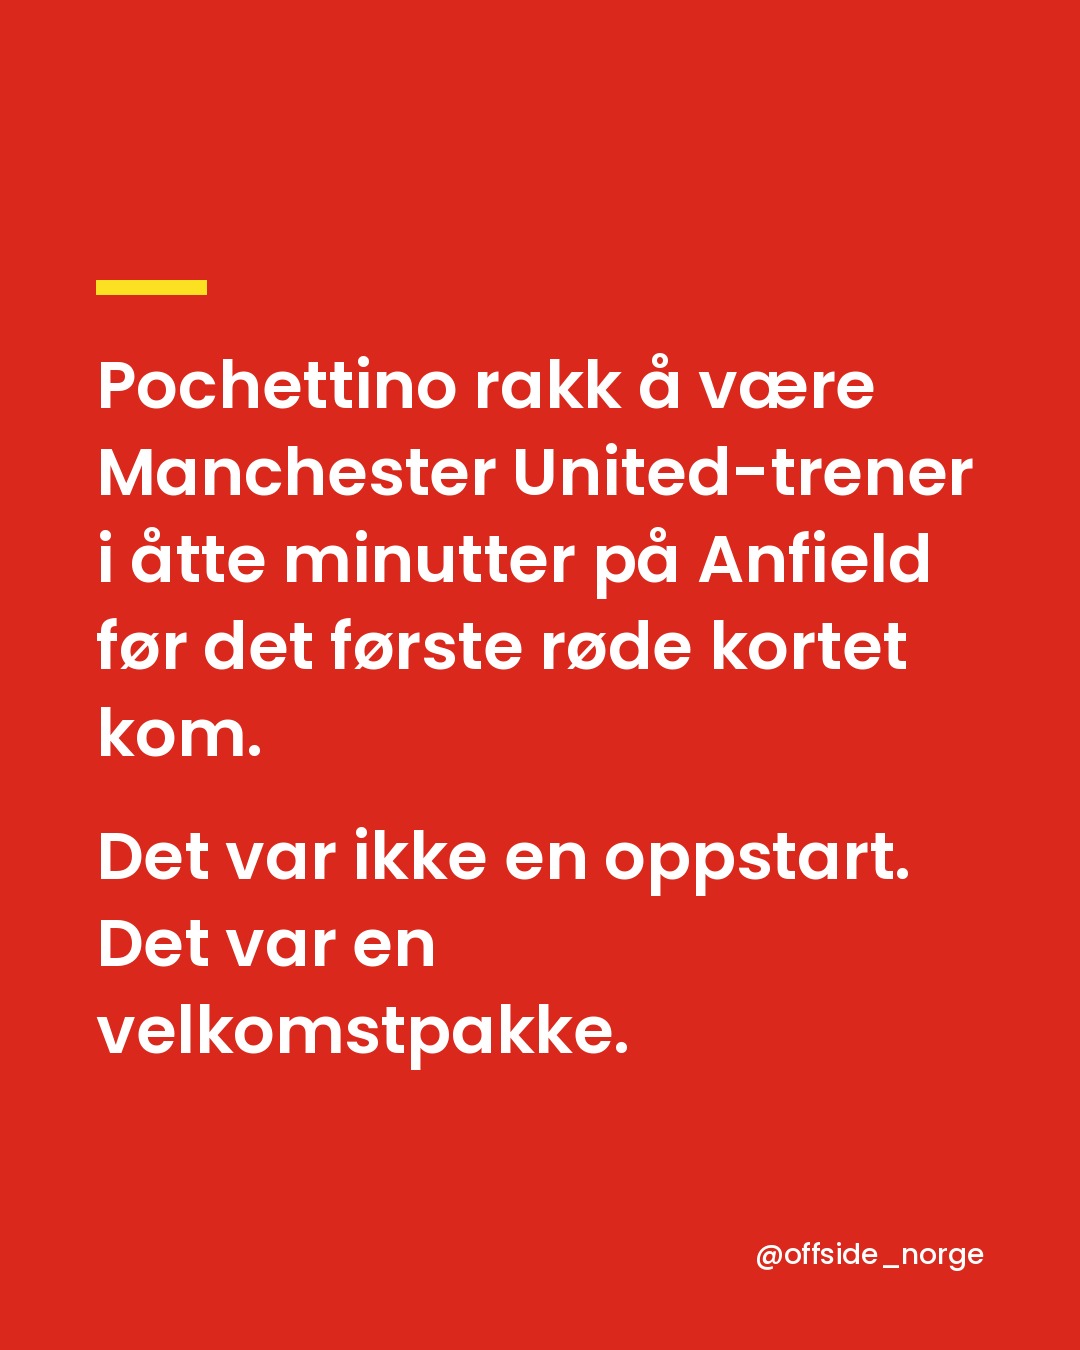 Pochettino rakk å være
Manchester United-trener
i åtte minutter på Anfield
før det første røde kortet
kom.
Det var ikke en oppstart.
Det var en
velkomstpakke.
@offside_norge